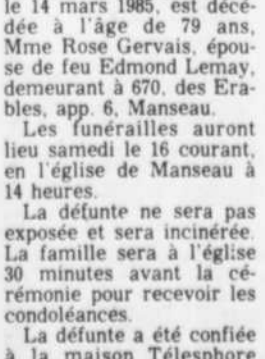 le 14 mars 1985, est décé-
dée à l'âge de 79 ans,
Mme Rose Gervais, épou-
se de feu Edmond Lemay,
demeurant à 670, des Era-
bles, app. 6, Manseau.
Les funérailles auront
lieu samedi le 16 courant,
en l'église de Manseau à
14 heures.
La défunte ne sera pas
exposée et sera incinérée.
La famille sera à l'église
30 minutes avant la cé-
rémonie pour recevoir les
condoléances.
La défunte a été confiée
à la maison Télesphore